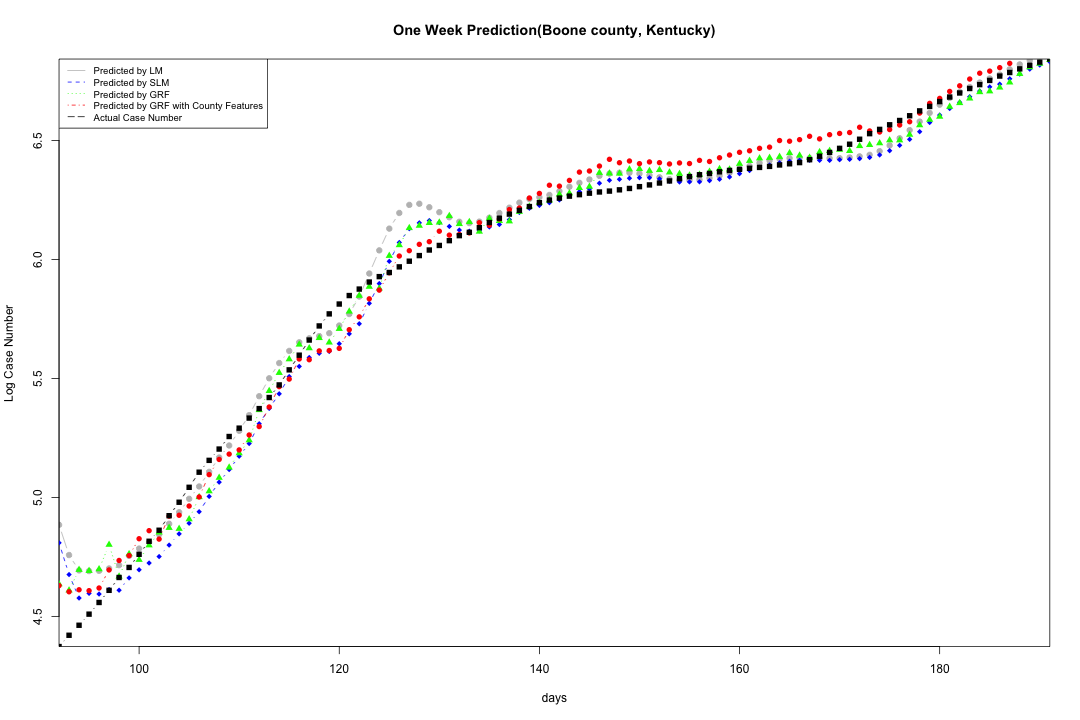 One Week Prediction(Boone county, Kentucky)
Predicted by LM
Predicted by SLM
Predicted by GRF
Predicted by GRF with County Features
Actual Case Number
6.5
6.0
5.5
5.0
4.5
Log Case Number
100 120 140 160 180
days